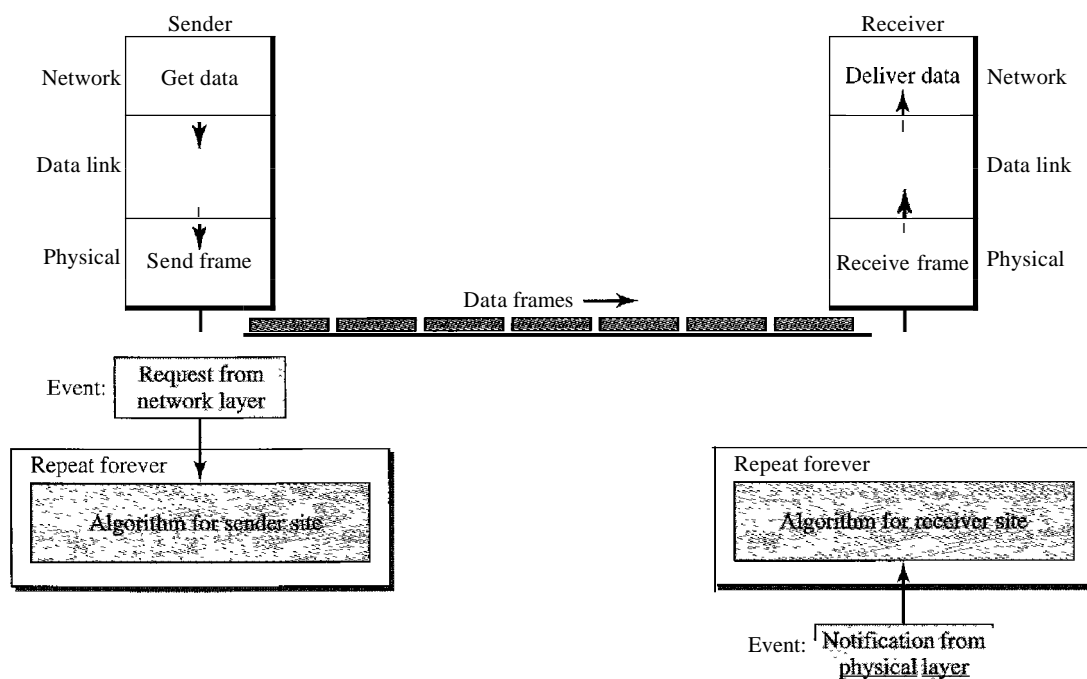 Sender
Receiver
Network
Get data
Deliver data
Network
Data link
Data link
Physical
Send frame
Receive frame
Physical
Data frames
Event:
Request from
network layer
Repeat forever
Algorithm for sender site
Repeat forever
Algorithm for receiver site
Event:
Notification from
physical layer